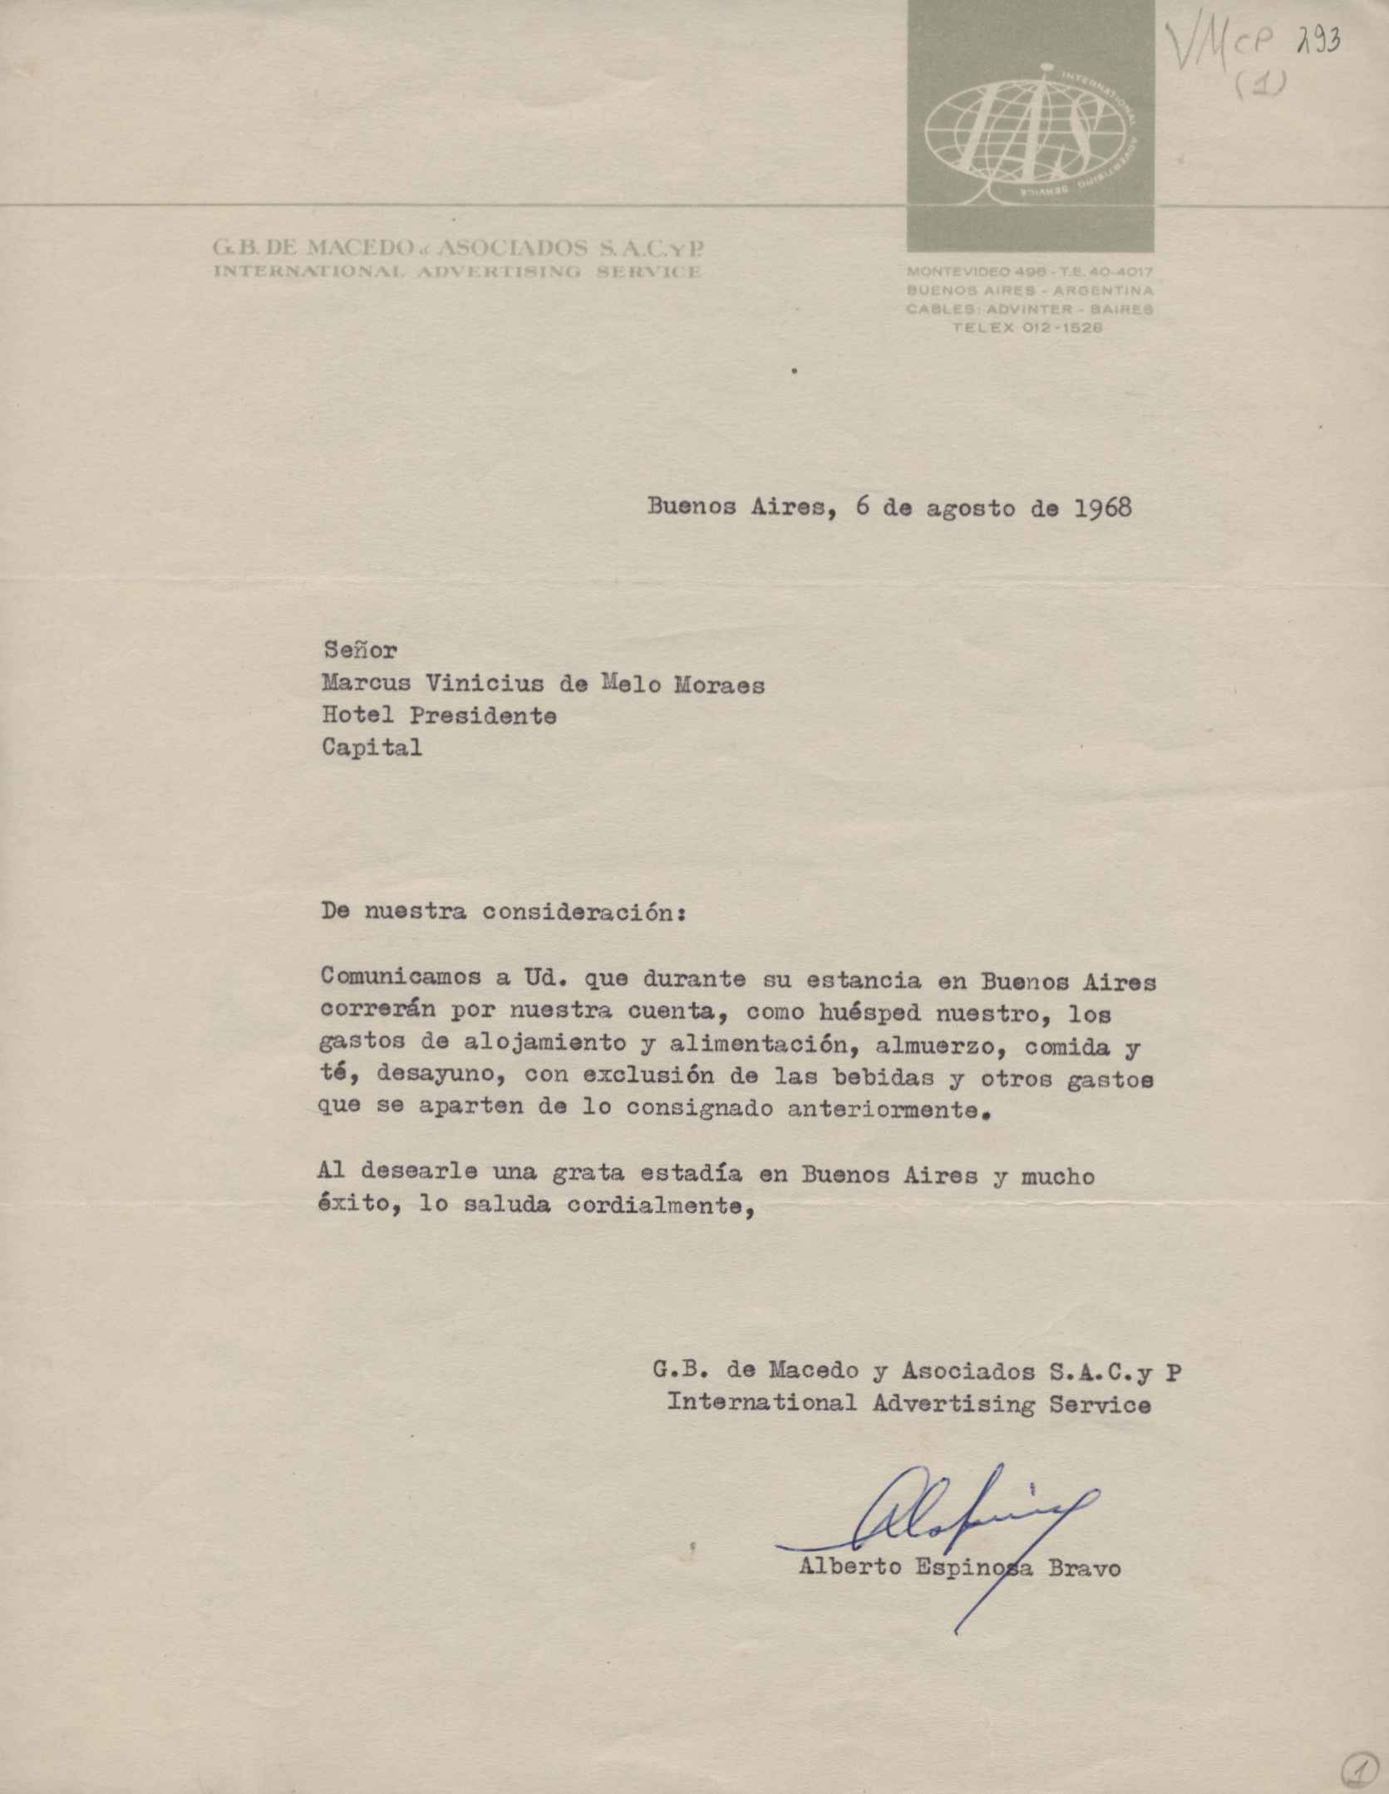 VMCP 293
(1)
IAS
INTERNATIONAL ADVERTISING SERVICE
G.B. DE MACEDO & ASOCIADOS S.A.C.Y P.
INTERNATIONAL ADVERTISING SERVICE
MONTEVIDEO 496 - T.E. 40-4017
BUENOS AIRES - ARGENTINA
CABLES: ADVINTER - BAIRES
TELEX 012-1526
Buenos Aires, 6 de agosto de 1968
Señor
Marcus Vinicius de Melo Moraes
Hotel Presidente
Capital
De nuestra consideración:
Comunicamos a Ud. que durante su estancia en Buenos Aires
correrán por nuestra cuenta, como huésped nuestro, los
gastos de alojamiento y alimentación, almuerzo, comida y
té, desayuno, con exclusión de las bebidas y otros gastos
que se aparten de lo consignado anteriormente.
Al desearle una grata estadía en Buenos Aires y mucho
éxito, lo saluda cordialmente,
G.B. de Macedo y Asociados S.A.C.y P
International Advertising Service
Alberto Espinosa Bravo
1